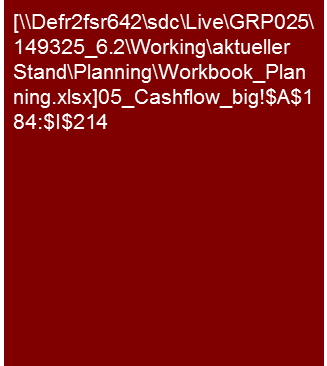 [\\Defr2fsr642\sdc\Live\GRP025\
149325_6.2\Working\aktueller
Stand\Planning\Workbook_Plan
ning.xlsx]05_Cashflow_big!$A$1
84:$I$214